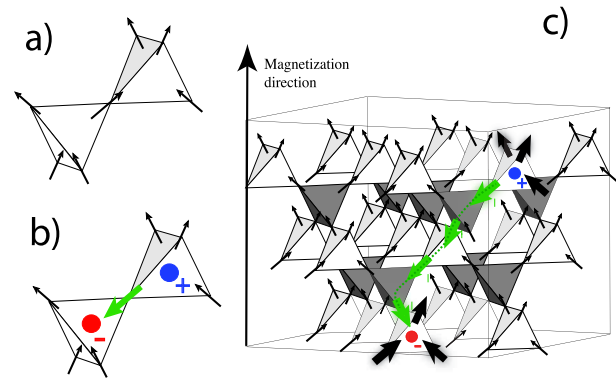 a)
c)
Magnetization
direction
+
b)
+
-
-